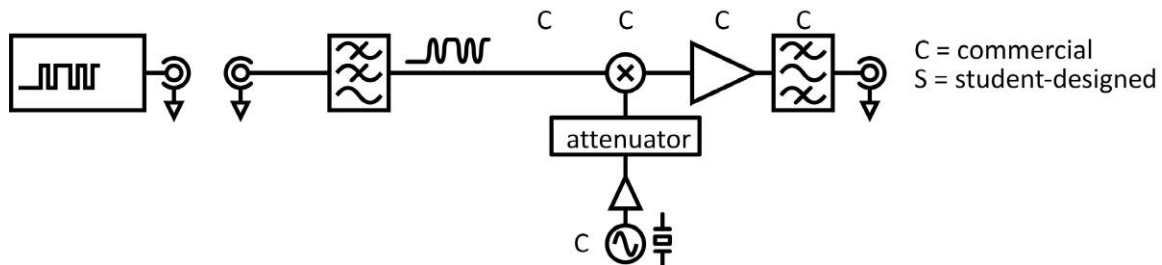 C C C C
C = commercial
S = student-designed
attenuator
C